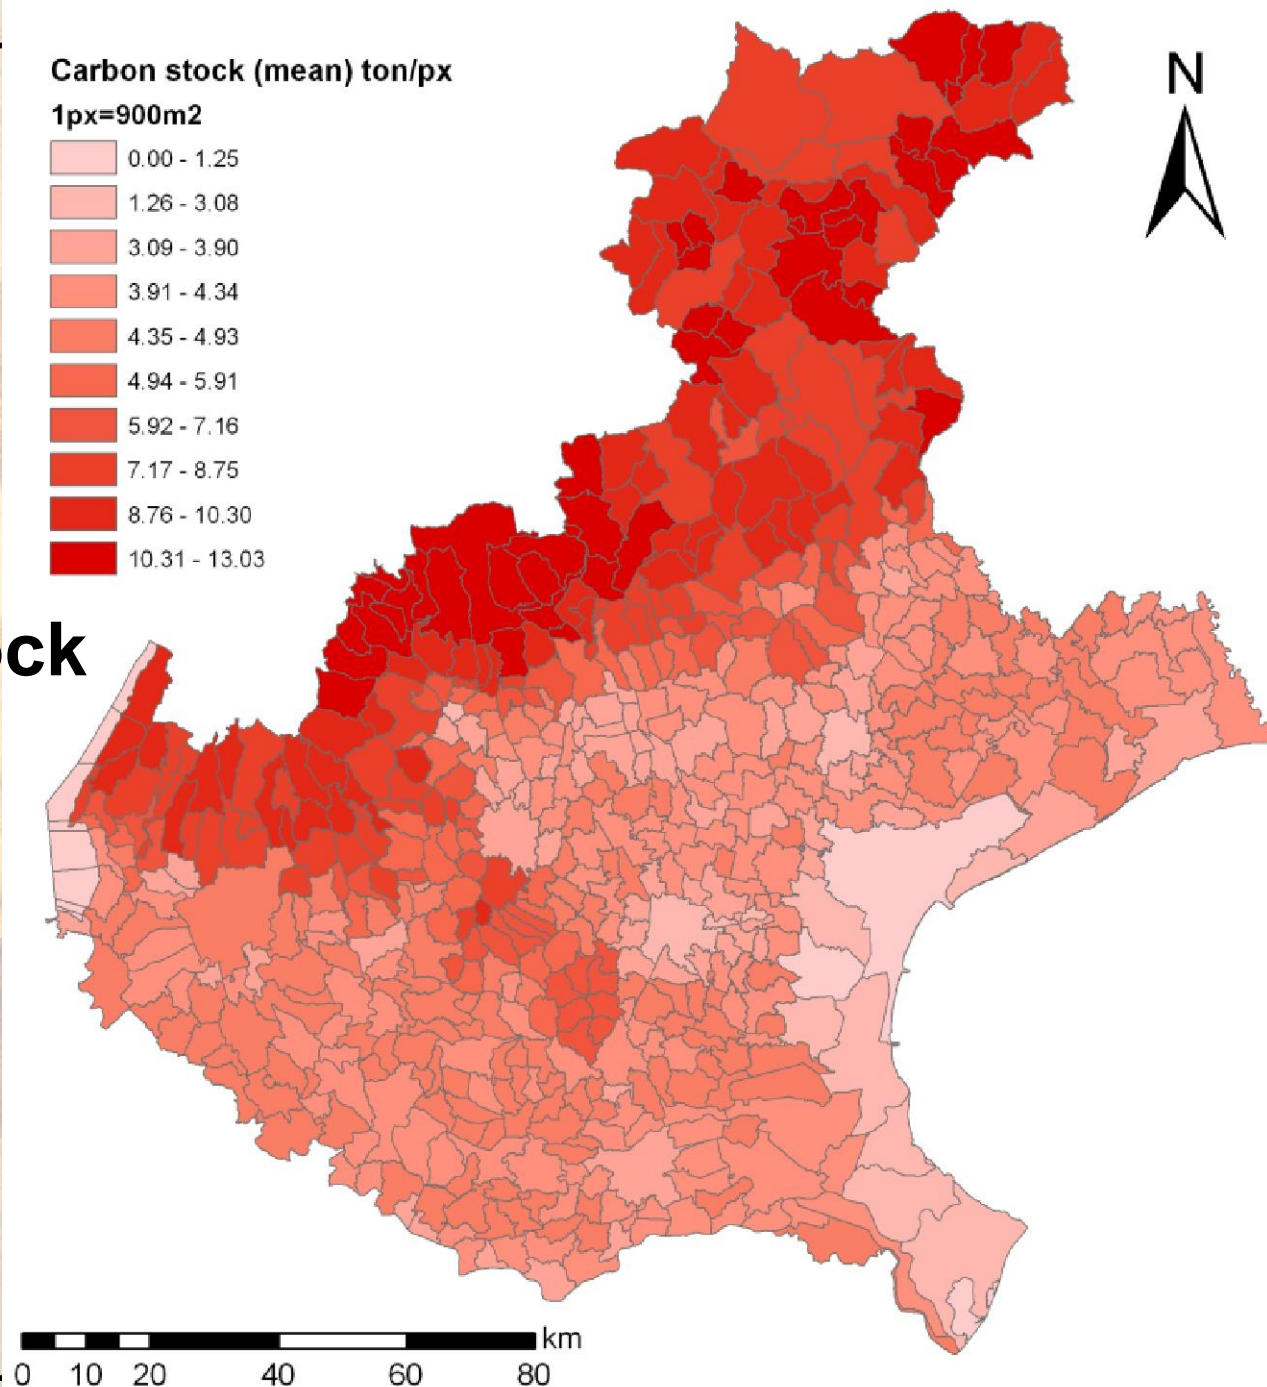 Carbon stock (mean) ton/px
1px=900m2
0.00 - 1.25
1.26 - 3.08
3.09 - 3.90
3.91 - 4.34
4.35 - 4.93
4.94 - 5.91
5.92 - 7.16
7.17 - 8.75
8.76 - 10.30
10.31 - 13.03
N
ck
km
0 10 20 40 60 80